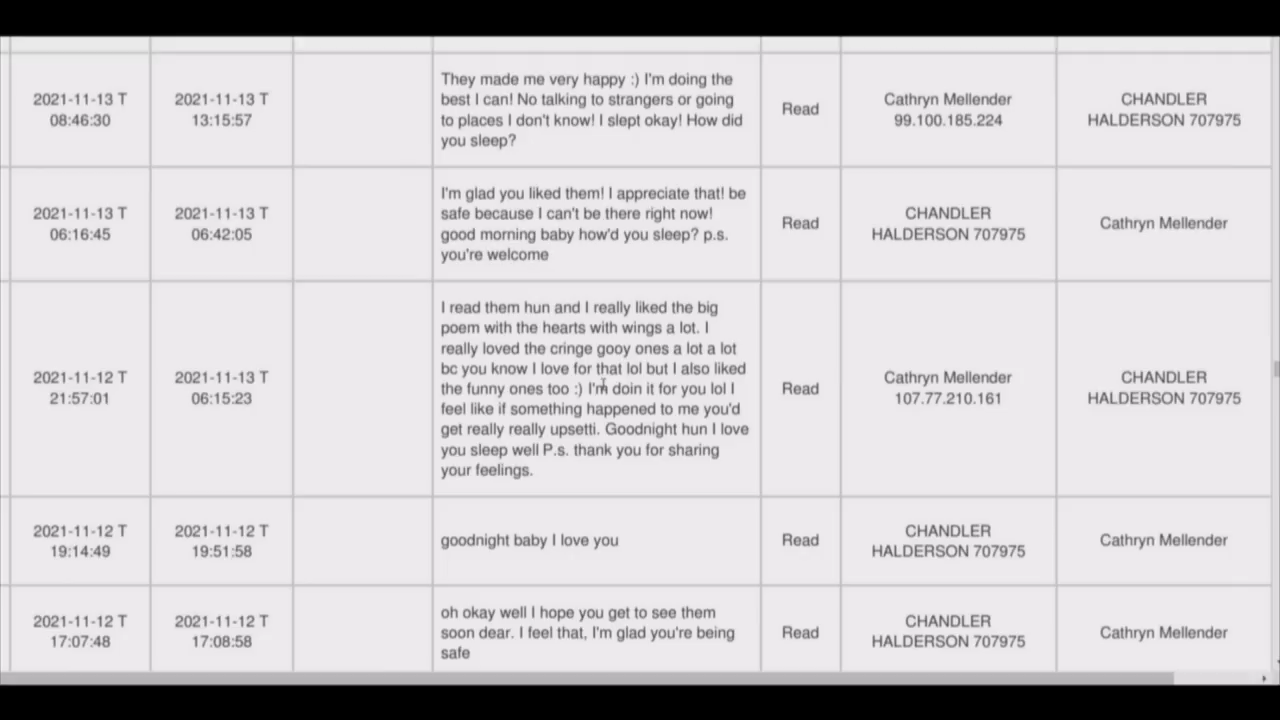 2021-11-13 T
08:46:30
2021-11-13 T
13:15:57
They made me very happy :) I'm doing the
best I can! No talking to strangers or going
to places I don't know! I slept okay! How did
you sleep?
Read
Cathryn Mellender
99.100.185.224
CHANDLER
HALDERSON 707975
2021-11-13 T
06:16:45
2021-11-13 T
06:42:05
I'm glad you liked them! I appreciate that! be
safe because I can't be there right now!
good morning baby how'd you sleep? p.s.
you're welcome
Read
CHANDLER
HALDERSON 707975
Cathryn Mellender
2021-11-12 T
21:57:01
2021-11-13 T
06:15:23
I read them hun and I really liked the big
poem with the hearts with wings a lot. I
really loved the cringe gooy ones a lot a lot
bc you know I love for that lol but I also liked
the funny ones too :) I'm doin it for you lol I
feel like if something happened to me you'd
get really really upsetti. Goodnight hun I love
you sleep well P.s. thank you for sharing
your feelings.
Read
Cathryn Mellender
107.77.210.161
CHANDLER
HALDERSON 707975
2021-11-12 T
19:14:49
2021-11-12 T
19:51:58
goodnight baby I love you
Read
CHANDLER
HALDERSON 707975
Cathryn Mellender
2021-11-12 T
17:07:48
2021-11-12 T
17:08:58
oh okay well I hope you get to see them
soon dear. I feel that, I'm glad you're being
safe
Read
CHANDLER
HALDERSON 707975
Cathryn Mellender